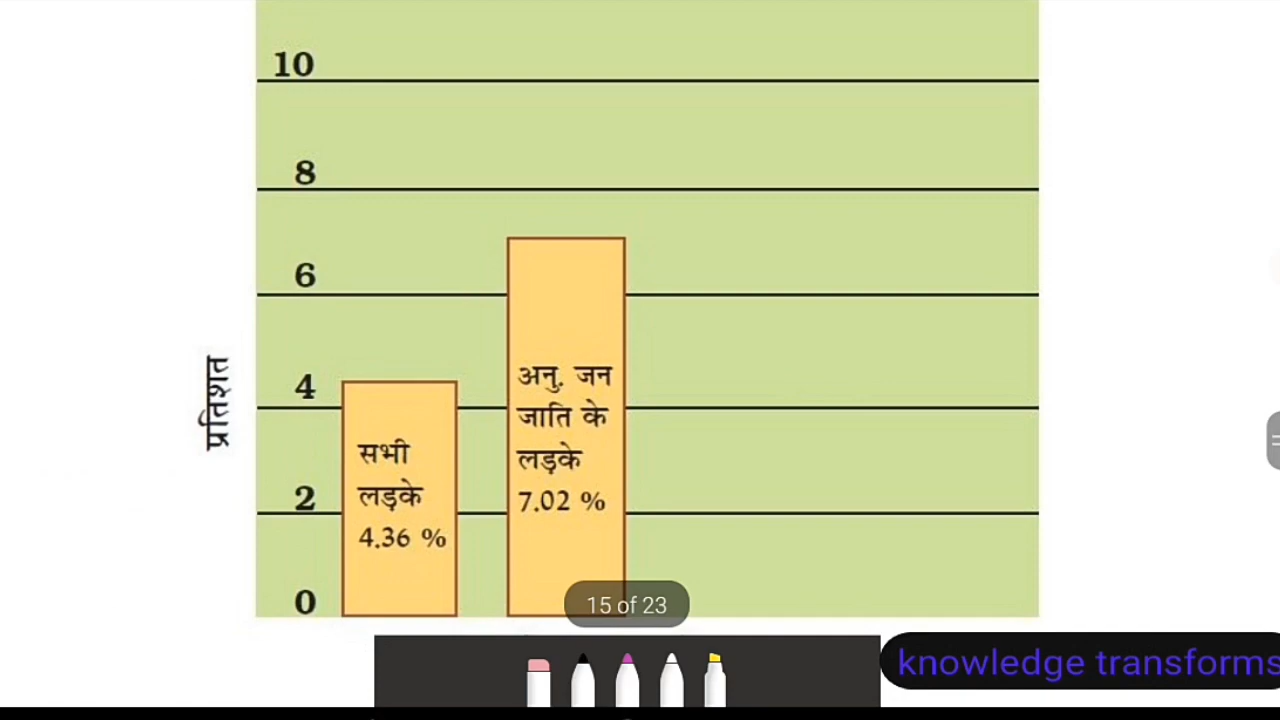 10
8
6
4
2
0
प्रतिशत
सभी
लड़के
4.36 %
अनु. जन
जाति के
लड़के
7.02 %
15 of 23
knowledge transforms